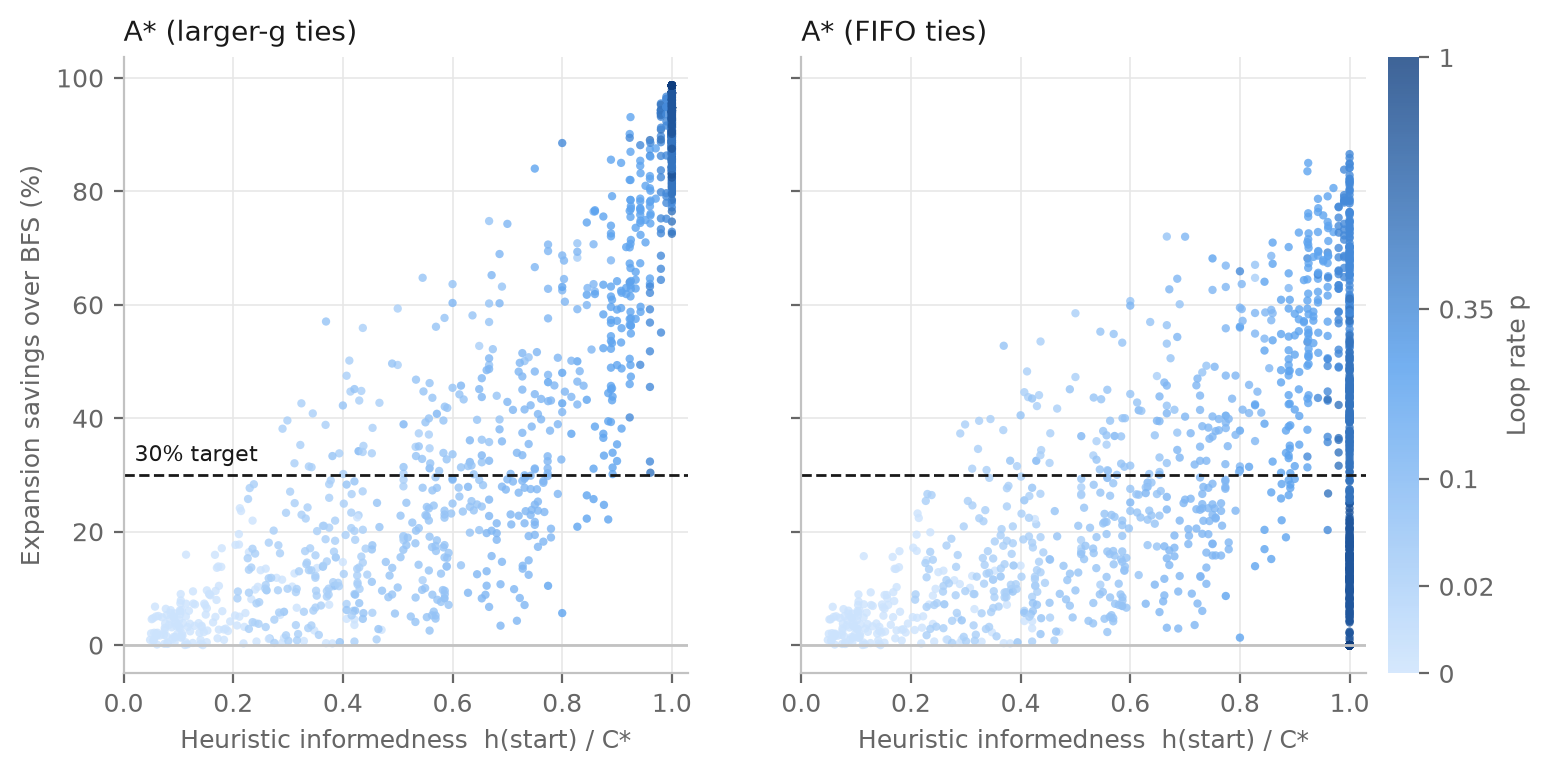 A* (larger-g ties)
A* (FIFO ties)
Expansion savings over BFS (%)
100
80
60
40
20
0
30% target
0.0 0.2 0.4 0.6 0.8 1.0
0.0 0.2 0.4 0.6 0.8 1.0
Heuristic informedness h(start) / C*
Heuristic informedness h(start) / C*
1
0.35
0.1
0.02
0
Loop rate p